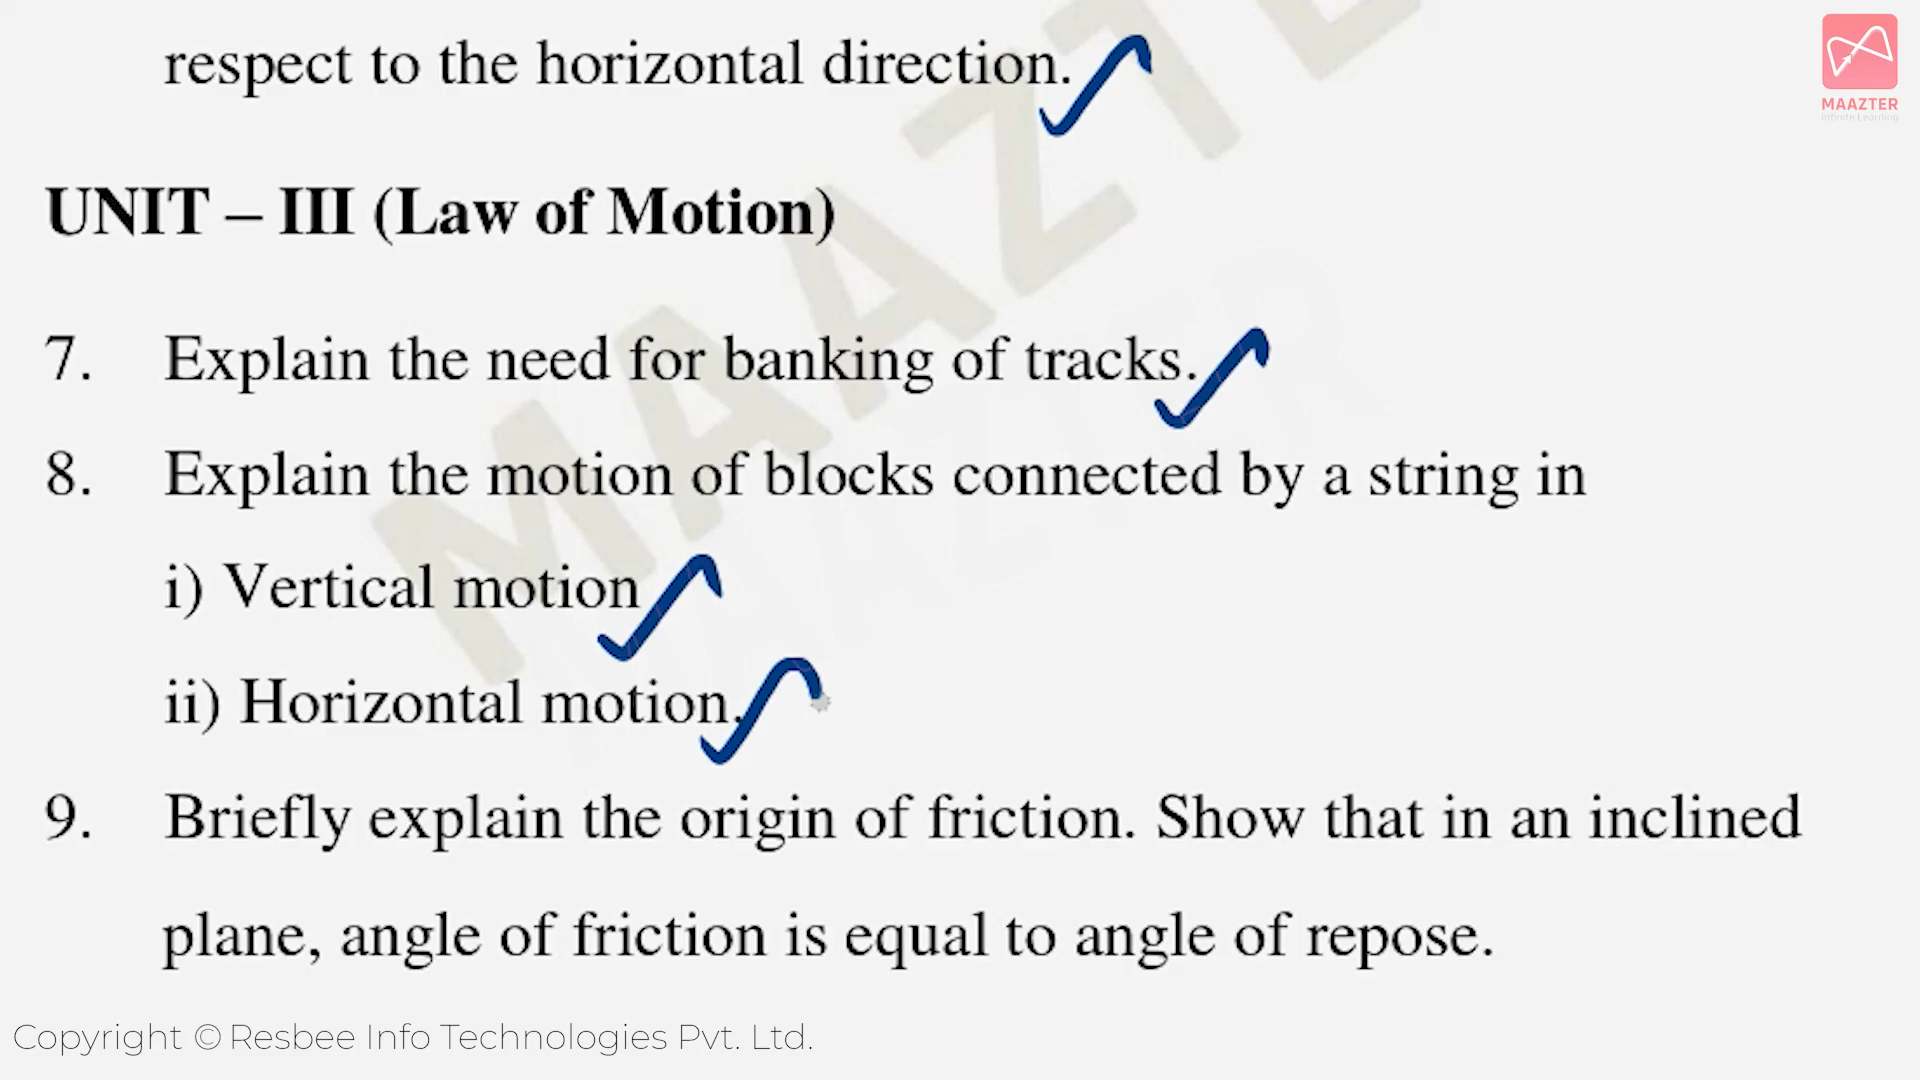 respect to the horizontal direction.
MAAZTER
Infinite Learning
UNIT – III (Law of Motion)
7. Explain the need for banking of tracks.
8. Explain the motion of blocks connected by a string in
i) Vertical motion
ii) Horizontal motion.
9. Briefly explain the origin of friction. Show that in an inclined
plane, angle of friction is equal to angle of repose.
MAAZTE
Copyright © Resbee Info Technologies Pvt. Ltd.